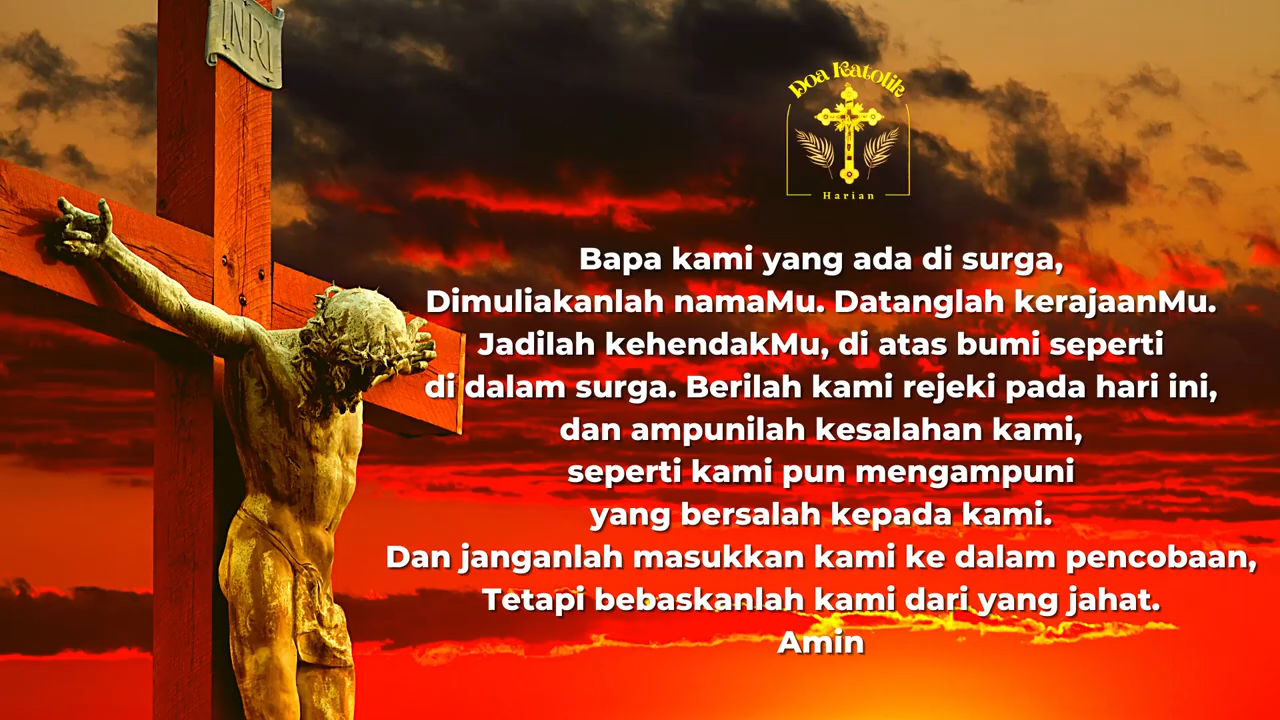 INRI
Doa Katolik
Harian
Bapa kami yang ada di surga,
Dimuliakanlah namaMu. Datanglah kerajaanMu.
Jadilah kehendakMu, di atas bumi seperti
di dalam surga. Berilah kami rejeki pada hari ini,
dan ampunilah kesalahan kami,
seperti kami pun mengampuni
yang bersalah kepada kami.
Dan janganlah masukkan kami ke dalam pencobaan,
Tetapi bebaskanlah kami dari yang jahat.
Amin